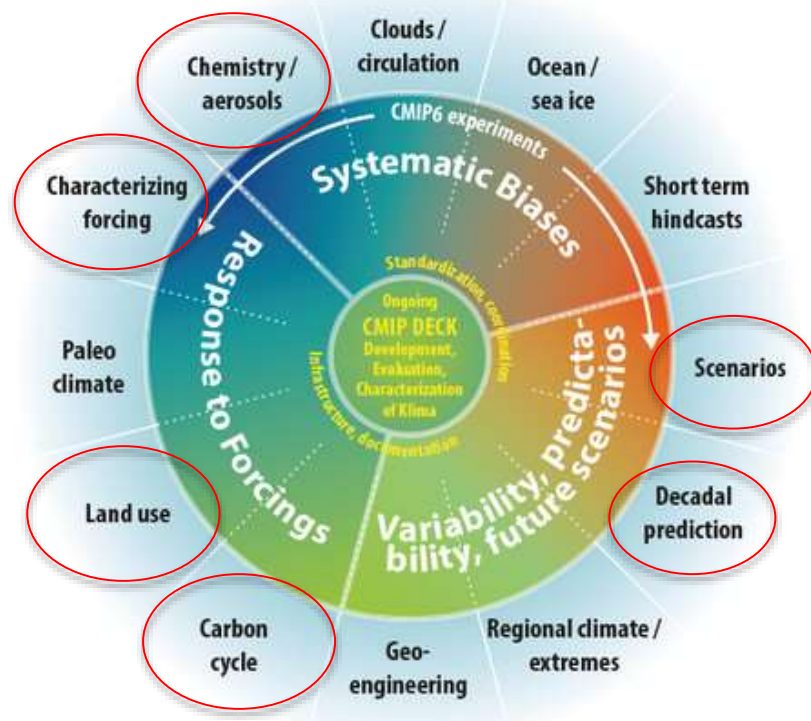 Clouds /
circulation
Ocean /
sea ice
Short term
hindcasts
Scenarios
Decadal
prediction
Regional climate /
extremes
Geo-
engineering
Carbon
cycle
Land use
Paleo
climate
Characterizing
forcing
Chemistry /
aerosols
CMIP6 experiments
Systematic Biases
Variability, predicta-
bility, future scenarios
Response to Forcings
Standardization, coordination
Infrastructure, documentation
Ongoing
CMIP DECK
Development,
Evaluation,
Characterization
of Klima